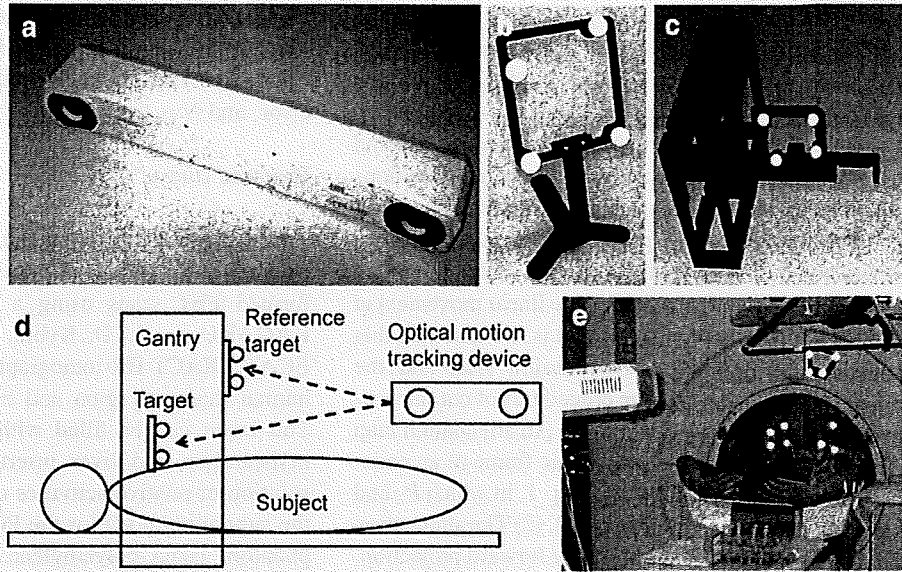 a
c
d
Gantry
Reference
target
Optical motion
tracking device
Target
Subject
e